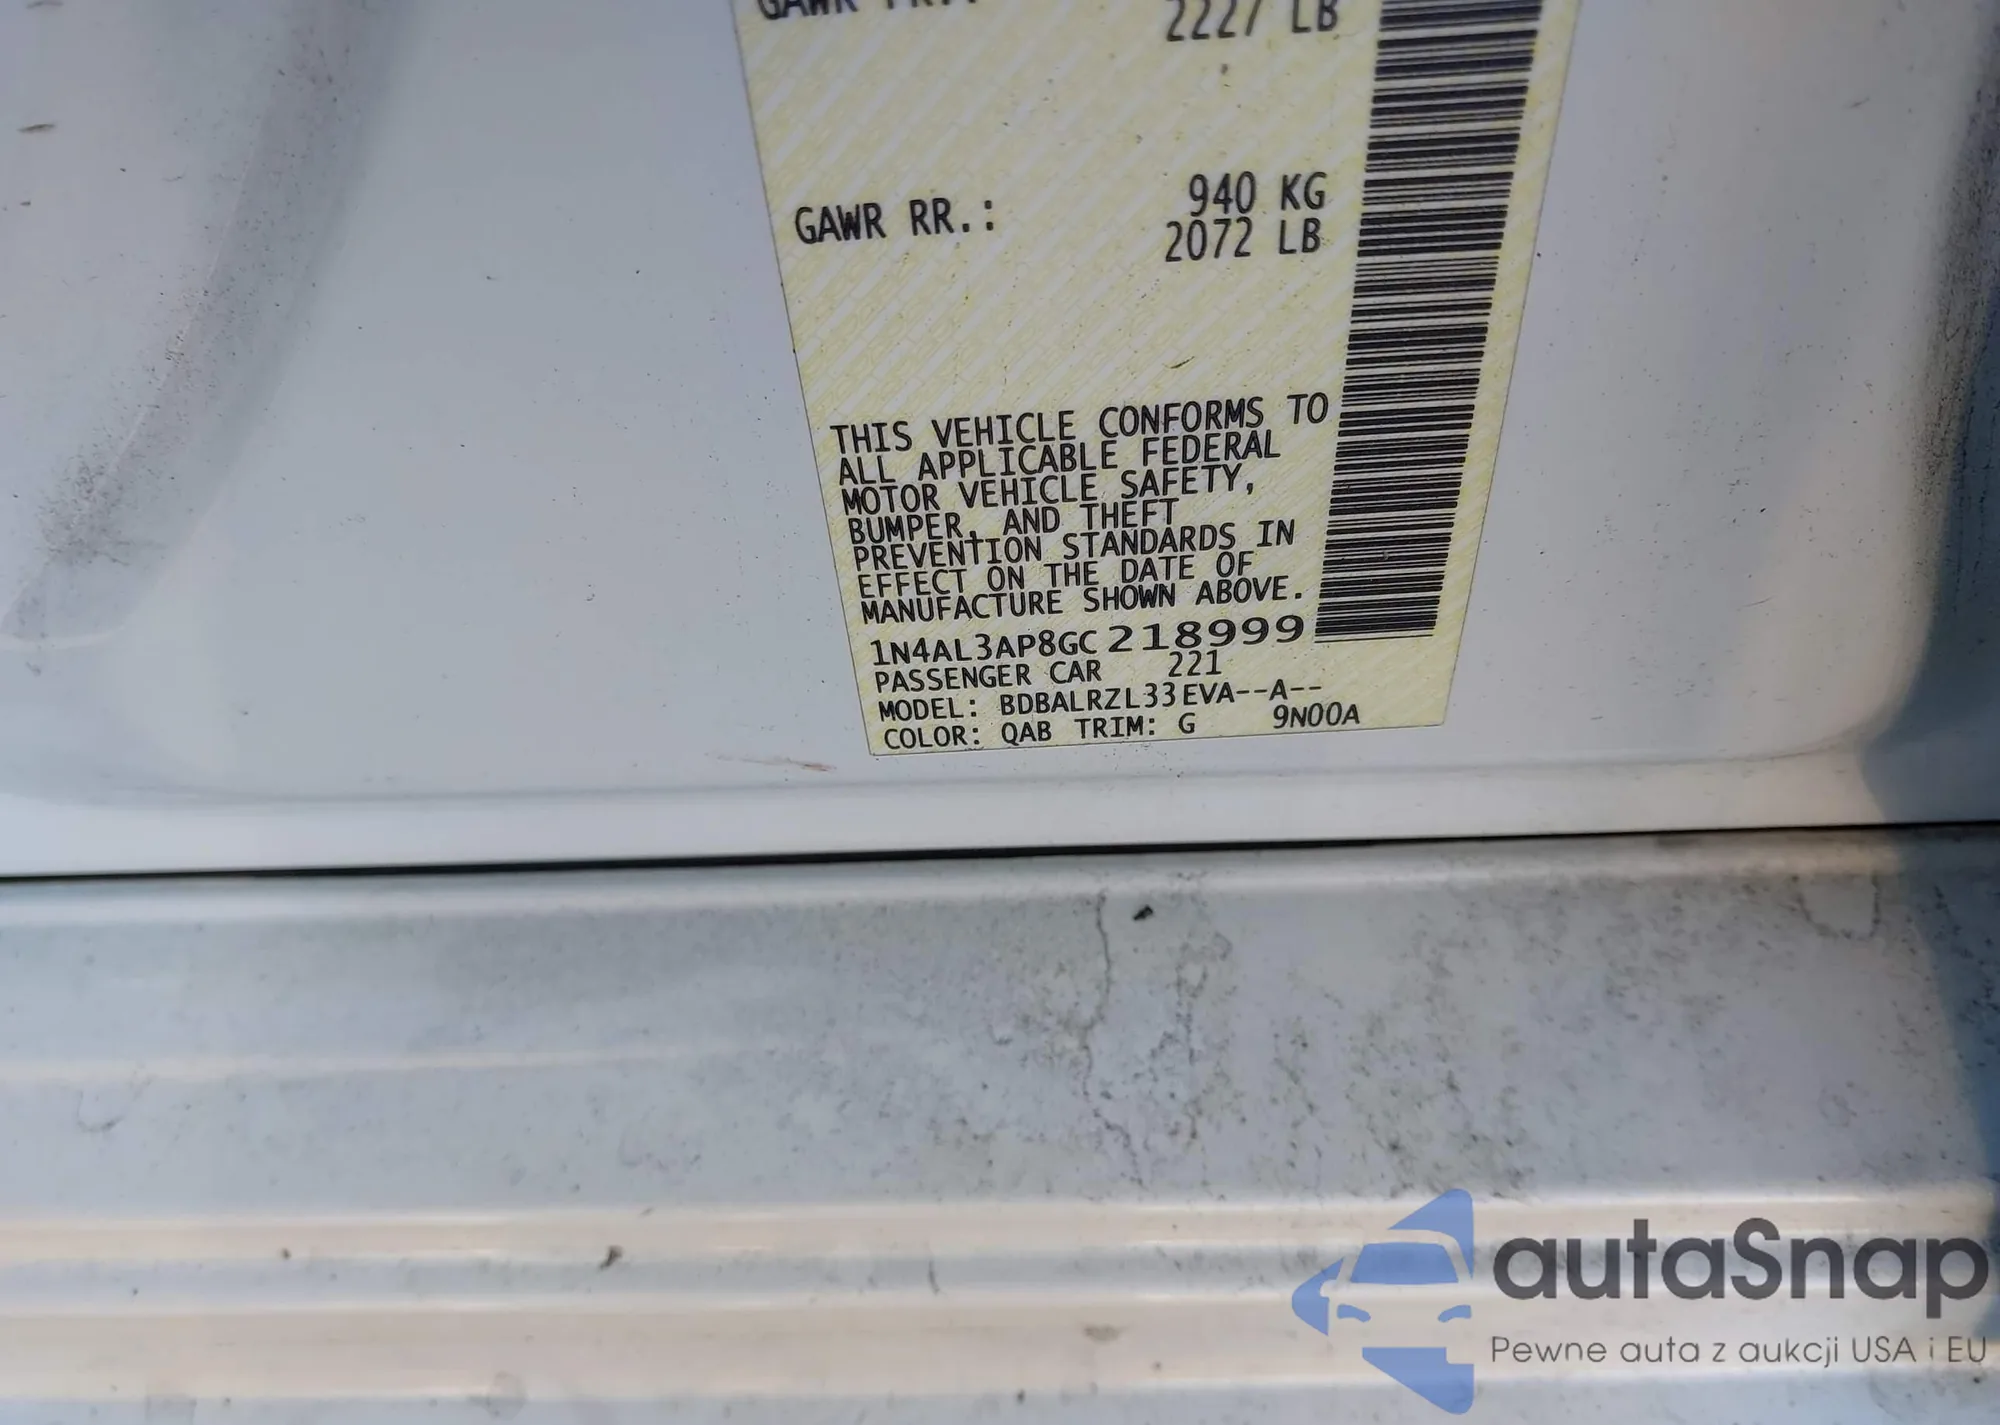 GAWR FR.:
2227 LB
940 KG
GAWR RR.:
2072 LB
THIS VEHICLE CONFORMS TO
ALL APPLICABLE FEDERAL
MOTOR VEHICLE SAFETY,
BUMPER, AND THEFT
PREVENTION STANDARDS IN
EFFECT ON THE DATE OF
MANUFACTURE SHOWN ABOVE.
1N4AL3AP8GC218999
PASSENGER CAR 221
MODEL: BDBALRZL33EVA--A--
COLOR: QAB TRIM: G 9N00A
autaSnap
Pewne auta z aukcji USA i EU